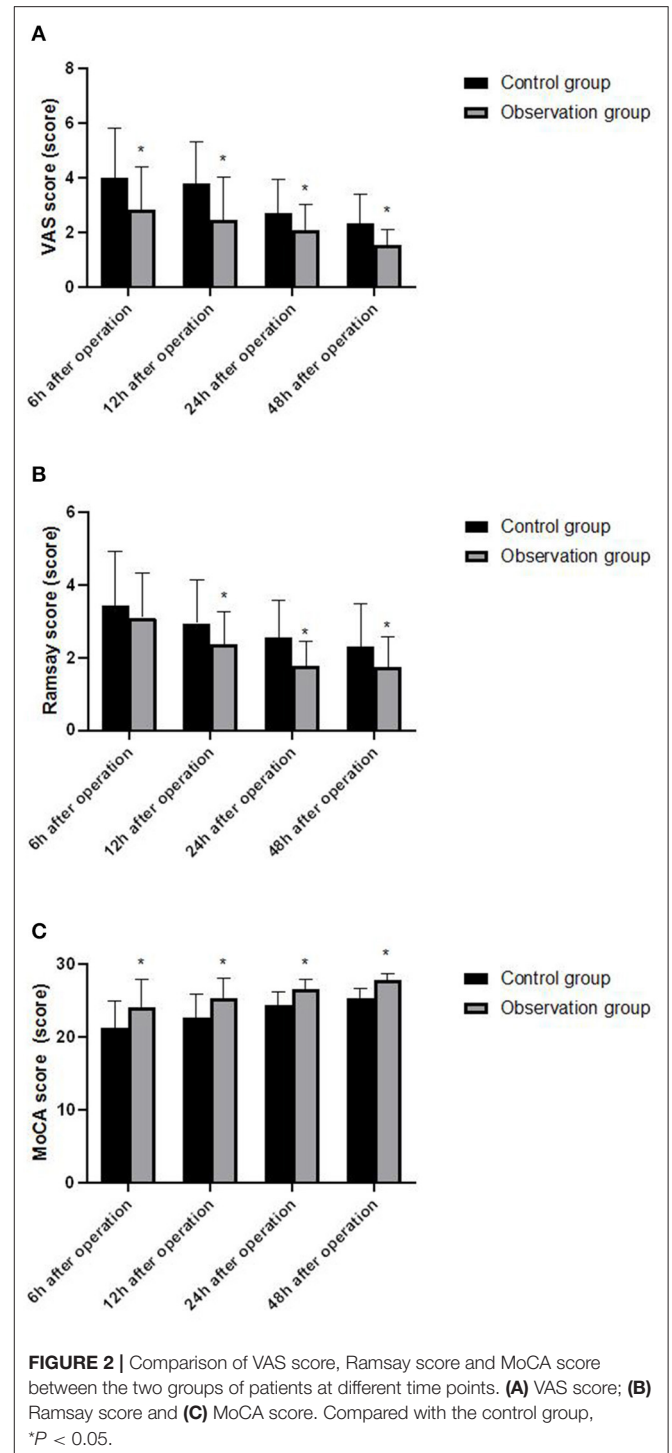 A
8
6
4
2
0
VAS score (score)
Control group
Observation group
*
*
*
*
6h after operation
12h after operation
24h after operation
48h after operation
B
6
4
2
0
Ramsay score (score)
Control group
Observation group
*
*
*
6h after operation
12h after operation
24h after operation
48h after operation
C
30
20
10
0
MoCA score (score)
Control group
Observation group
*
*
*
*
6h after operation
12h after operation
24h after operation
48h after operation
FIGURE 2 | Comparison of VAS score, Ramsay score and MoCA score
between the two groups of patients at different time points. (A) VAS score; (B)
Ramsay score and (C) MoCA score. Compared with the control group,
*P < 0.05.